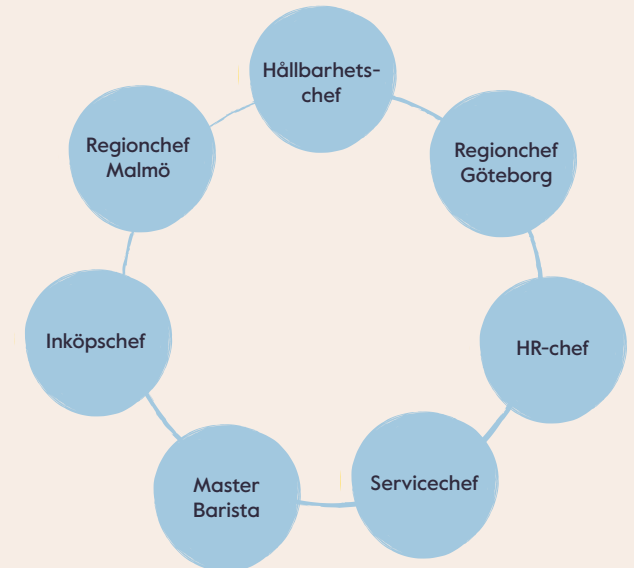 Hållbarhets-
chef
Regionchef
Malmö
Regionchef
Göteborg
Inköpschef
HR-chef
Master
Barista
Servicechef